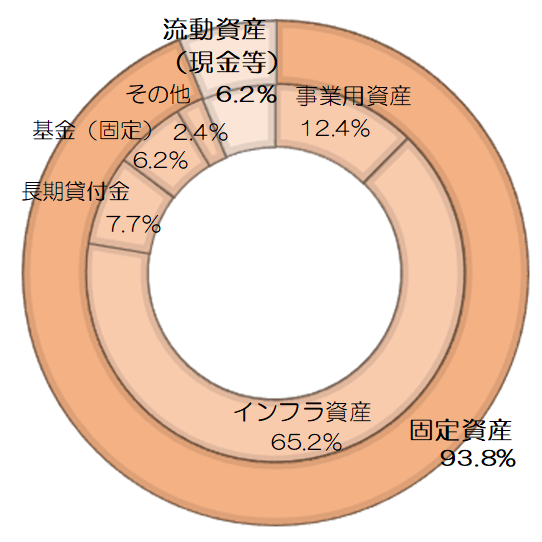 流動資産
（現金等）
6.2%
事業用資産
12.4%
インフラ資産
65.2%
固定資産
93.8%
長期貸付金
7.7%
基金（固定）
6.2%
その他
2.4%